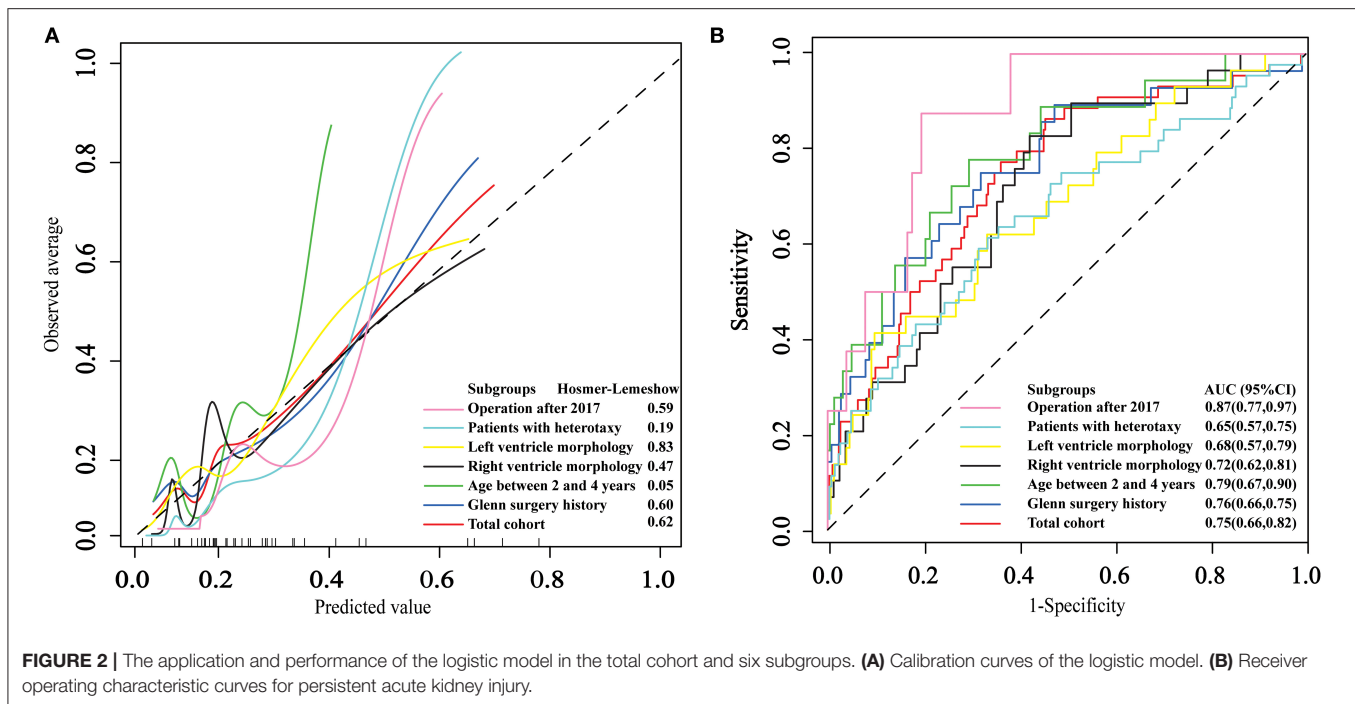 A
1.0
0.8
0.6
0.4
0.2
0.0
Observed average
Subgroups Hosmer-Lemeshow
Operation after 2017 0.59
Patients with heterotaxy 0.19
Left ventricle morphology 0.83
Right ventricle morphology 0.47
Age between 2 and 4 years 0.05
Glenn surgery history 0.60
Total cohort 0.62
0.0 0.2 0.4 0.6 0.8 1.0
Predicted value
B
1.0
0.8
0.6
0.4
0.2
0.0
Sensitivity
Subgroups AUC (95%CI)
Operation after 2017 0.87(0.77,0.97)
Patients with heterotaxy 0.65(0.57,0.75)
Left ventricle morphology 0.68(0.57,0.79)
Right ventricle morphology 0.72(0.62,0.81)
Age between 2 and 4 years 0.79(0.67,0.90)
Glenn surgery history 0.76(0.66,0.75)
Total cohort 0.75(0.66,0.82)
0.0 0.2 0.4 0.6 0.8 1.0
1-Specificity
FIGURE 2 | The application and performance of the logistic model in the total cohort and six subgroups. (A) Calibration curves of the logistic model. (B) Receiver
operating characteristic curves for persistent acute kidney injury.